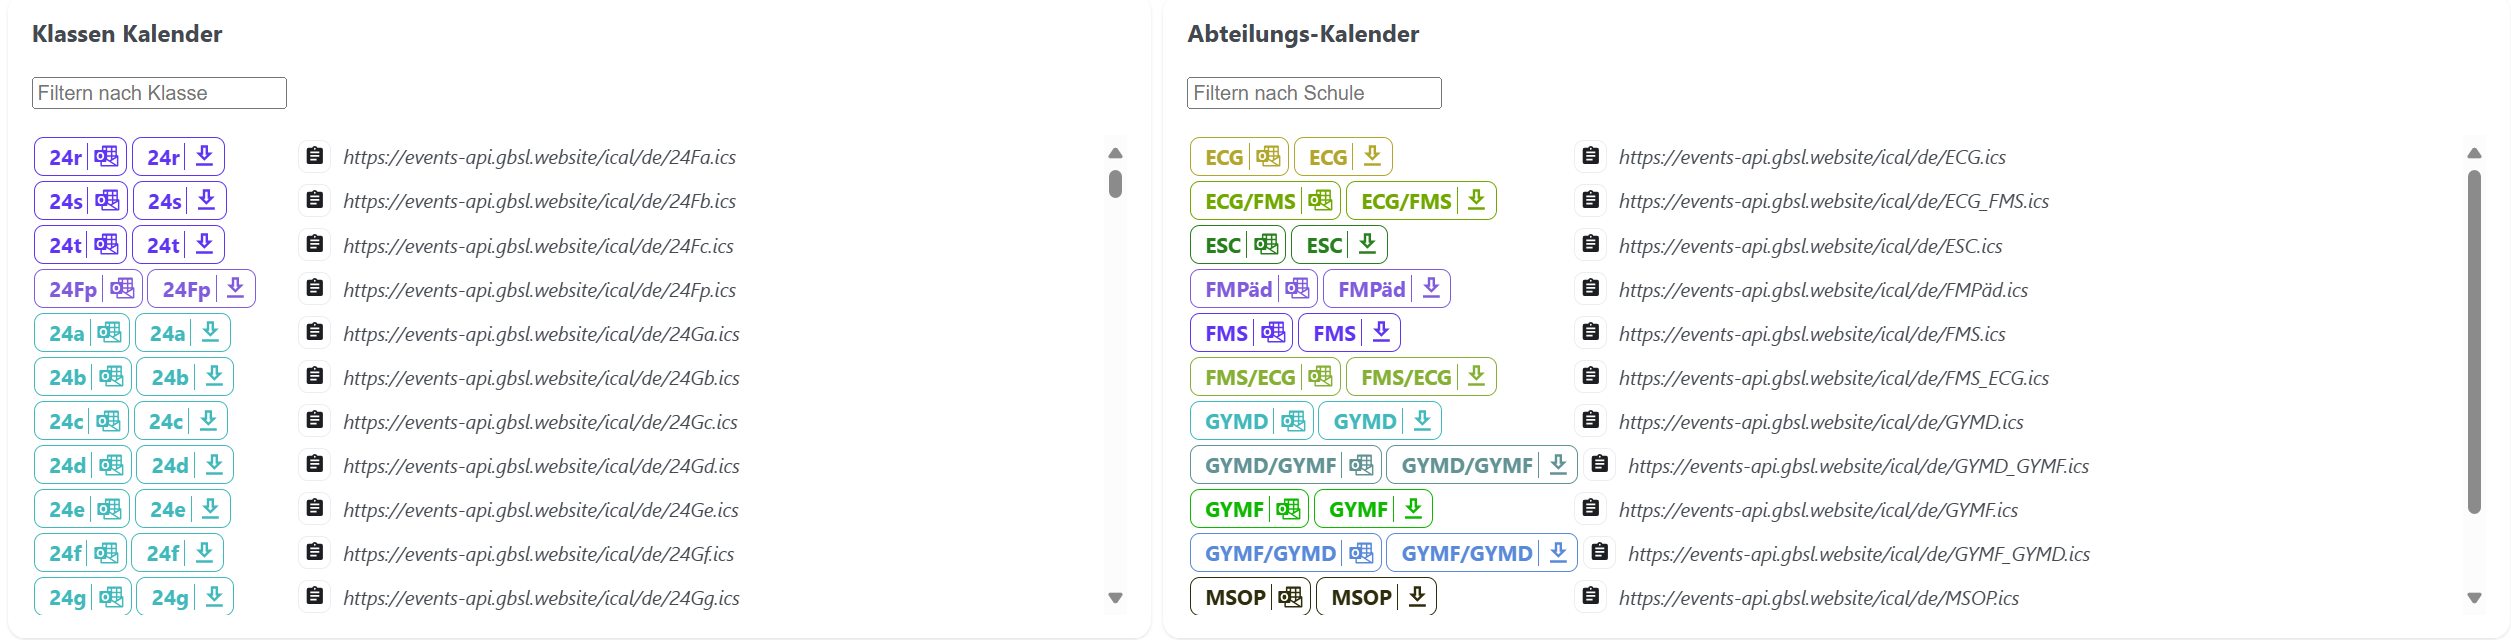 Klassen Kalender
Filtern nach Klasse
24r 24r https://events-api.gbsl.website/ical/de/24Fa.ics
24s 24s https://events-api.gbsl.website/ical/de/24Fb.ics
24t 24t https://events-api.gbsl.website/ical/de/24Fc.ics
24Fp 24Fp https://events-api.gbsl.website/ical/de/24Fp.ics
24a 24a https://events-api.gbsl.website/ical/de/24Ga.ics
24b 24b https://events-api.gbsl.website/ical/de/24Gb.ics
24c 24c https://events-api.gbsl.website/ical/de/24Gc.ics
24d 24d https://events-api.gbsl.website/ical/de/24Gd.ics
24e 24e https://events-api.gbsl.website/ical/de/24Ge.ics
24f 24f https://events-api.gbsl.website/ical/de/24Gf.ics
24g 24g https://events-api.gbsl.website/ical/de/24Gg.ics
Abteilungs-Kalender
Filtern nach Schule
ECG ECG https://events-api.gbsl.website/ical/de/ECG.ics
ECG/FMS ECG/FMS https://events-api.gbsl.website/ical/de/ECG_FMS.ics
ESC ESC https://events-api.gbsl.website/ical/de/ESC.ics
FMPäd FMPäd https://events-api.gbsl.website/ical/de/FMPäd.ics
FMS FMS https://events-api.gbsl.website/ical/de/FMS.ics
FMS/ECG FMS/ECG https://events-api.gbsl.website/ical/de/FMS_ECG.ics
GYMD GYMD https://events-api.gbsl.website/ical/de/GYMD.ics
GYMD/GYMF GYMD/GYMF https://events-api.gbsl.website/ical/de/GYMD_GYMF.ics
GYMF GYMF https://events-api.gbsl.website/ical/de/GYMF.ics
GYMF/GYMD GYMF/GYMD https://events-api.gbsl.website/ical/de/GYMF_GYMD.ics
MSOP MSOP https://events-api.gbsl.website/ical/de/MSOP.ics